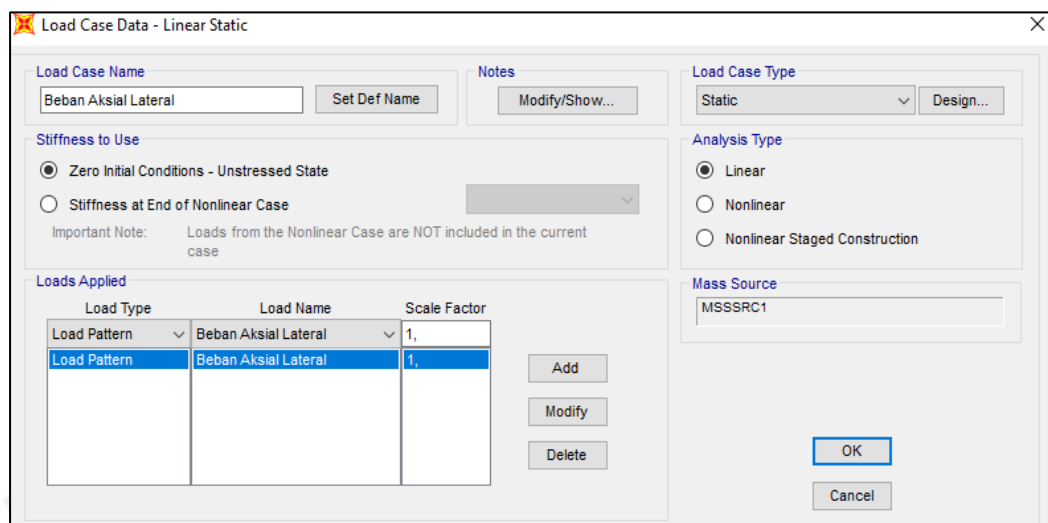 Load Case Data - Linear Static
Load Case Name
Beban Aksial Lateral
Set Def Name
Notes
Modify/Show...
Load Case Type
Static
Design...
Stiffness to Use
Zero Initial Conditions - Unstressed State
Stiffness at End of Nonlinear Case
Important Note: Loads from the Nonlinear Case are NOT included in the current
case
Analysis Type
Linear
Nonlinear
Nonlinear Staged Construction
Loads Applied
Load Type Load Name Scale Factor
Load Pattern Beban Aksial Lateral 1,
Load Pattern Beban Aksial Lateral 1,
Add
Modify
Delete
Mass Source
MSSSRC1
OK
Cancel